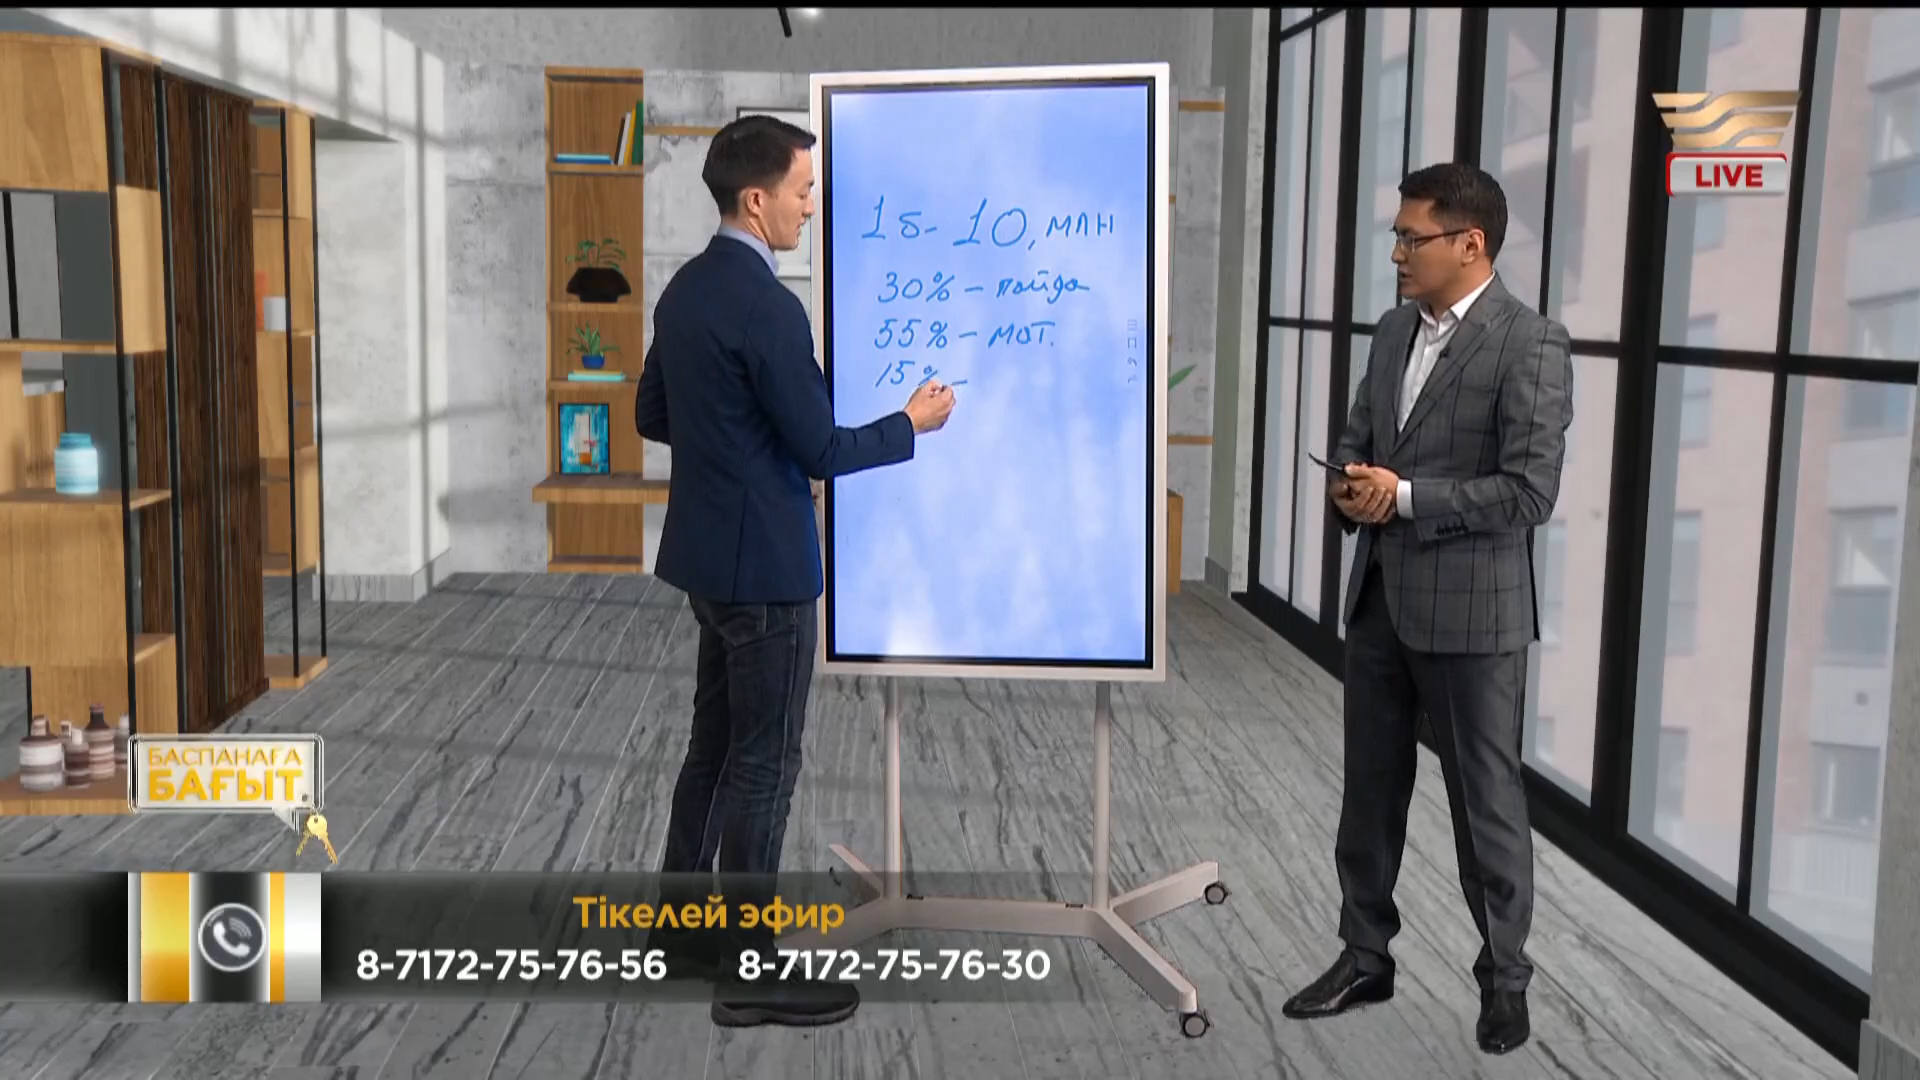 1б- 10, млн
30% - пайда
55% - мат.
15% -
LIVE
БАСПАНАҒА
БАҒЫТ
Тікелей эфир
8-7172-75-76-56 8-7172-75-76-30